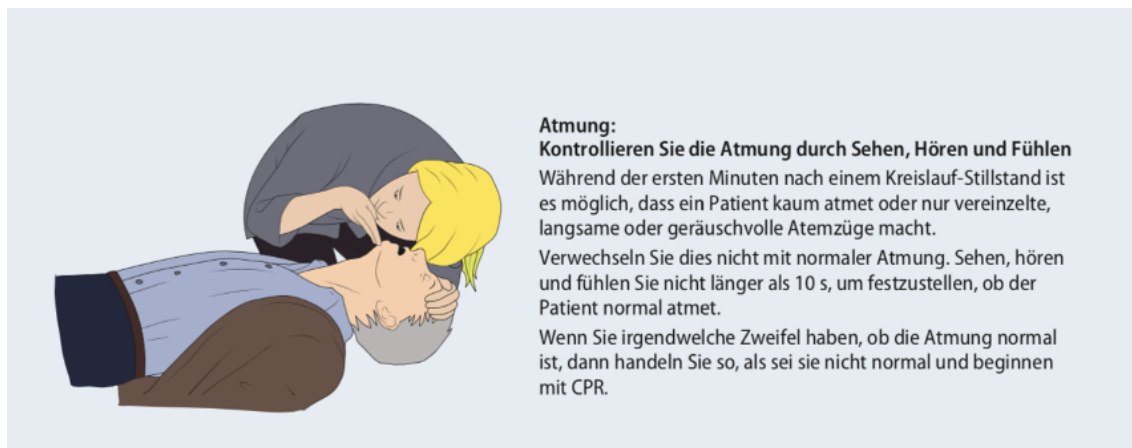 Atmung:
Kontrollieren Sie die Atmung durch Sehen, Hören und Fühlen
Während der ersten Minuten nach einem Kreislauf-Stillstand ist
es möglich, dass ein Patient kaum atmet oder nur vereinzelte,
langsame oder geräuschvolle Atemzüge macht.
Verwechseln Sie dies nicht mit normaler Atmung. Sehen, hören
und fühlen Sie nicht länger als 10 s, um festzustellen, ob der
Patient normal atmet.
Wenn Sie irgendwelche Zweifel haben, ob die Atmung normal
ist, dann handeln Sie so, als sei sie nicht normal und beginnen
mit CPR.